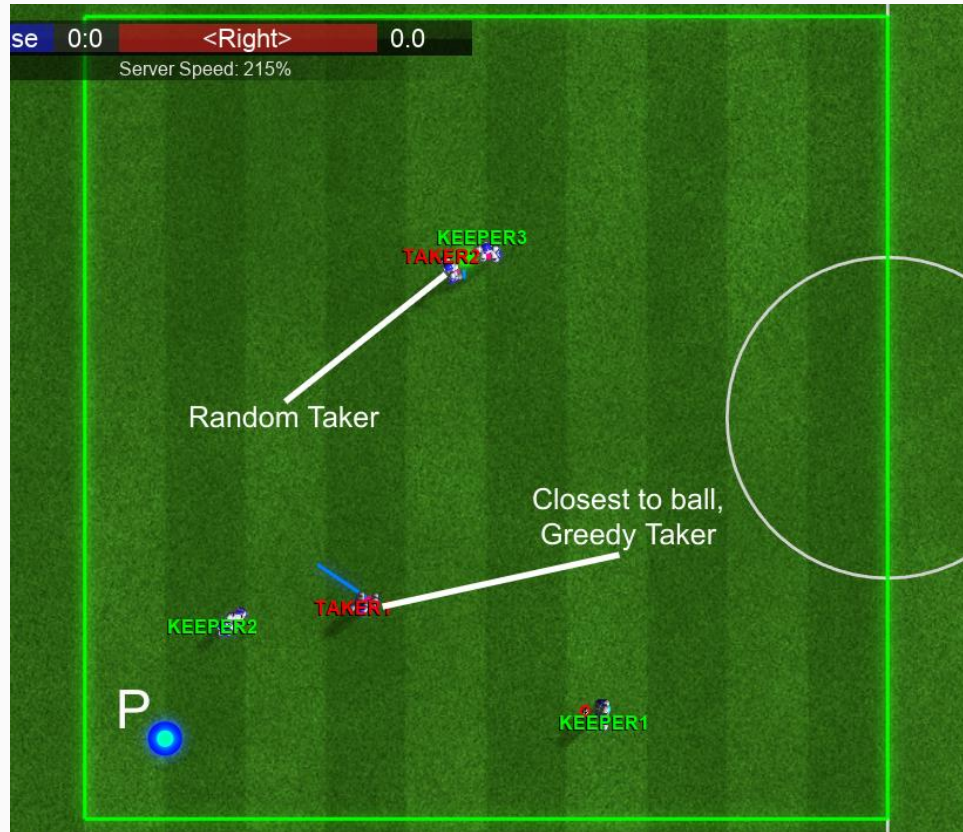 se 0:0 <Right> 0.0
Server Speed: 215%
KEEPER3
TAKER2
Random Taker
Closest to ball,
Greedy Taker
TAKER1
KEEPER2
P
KEEPER1